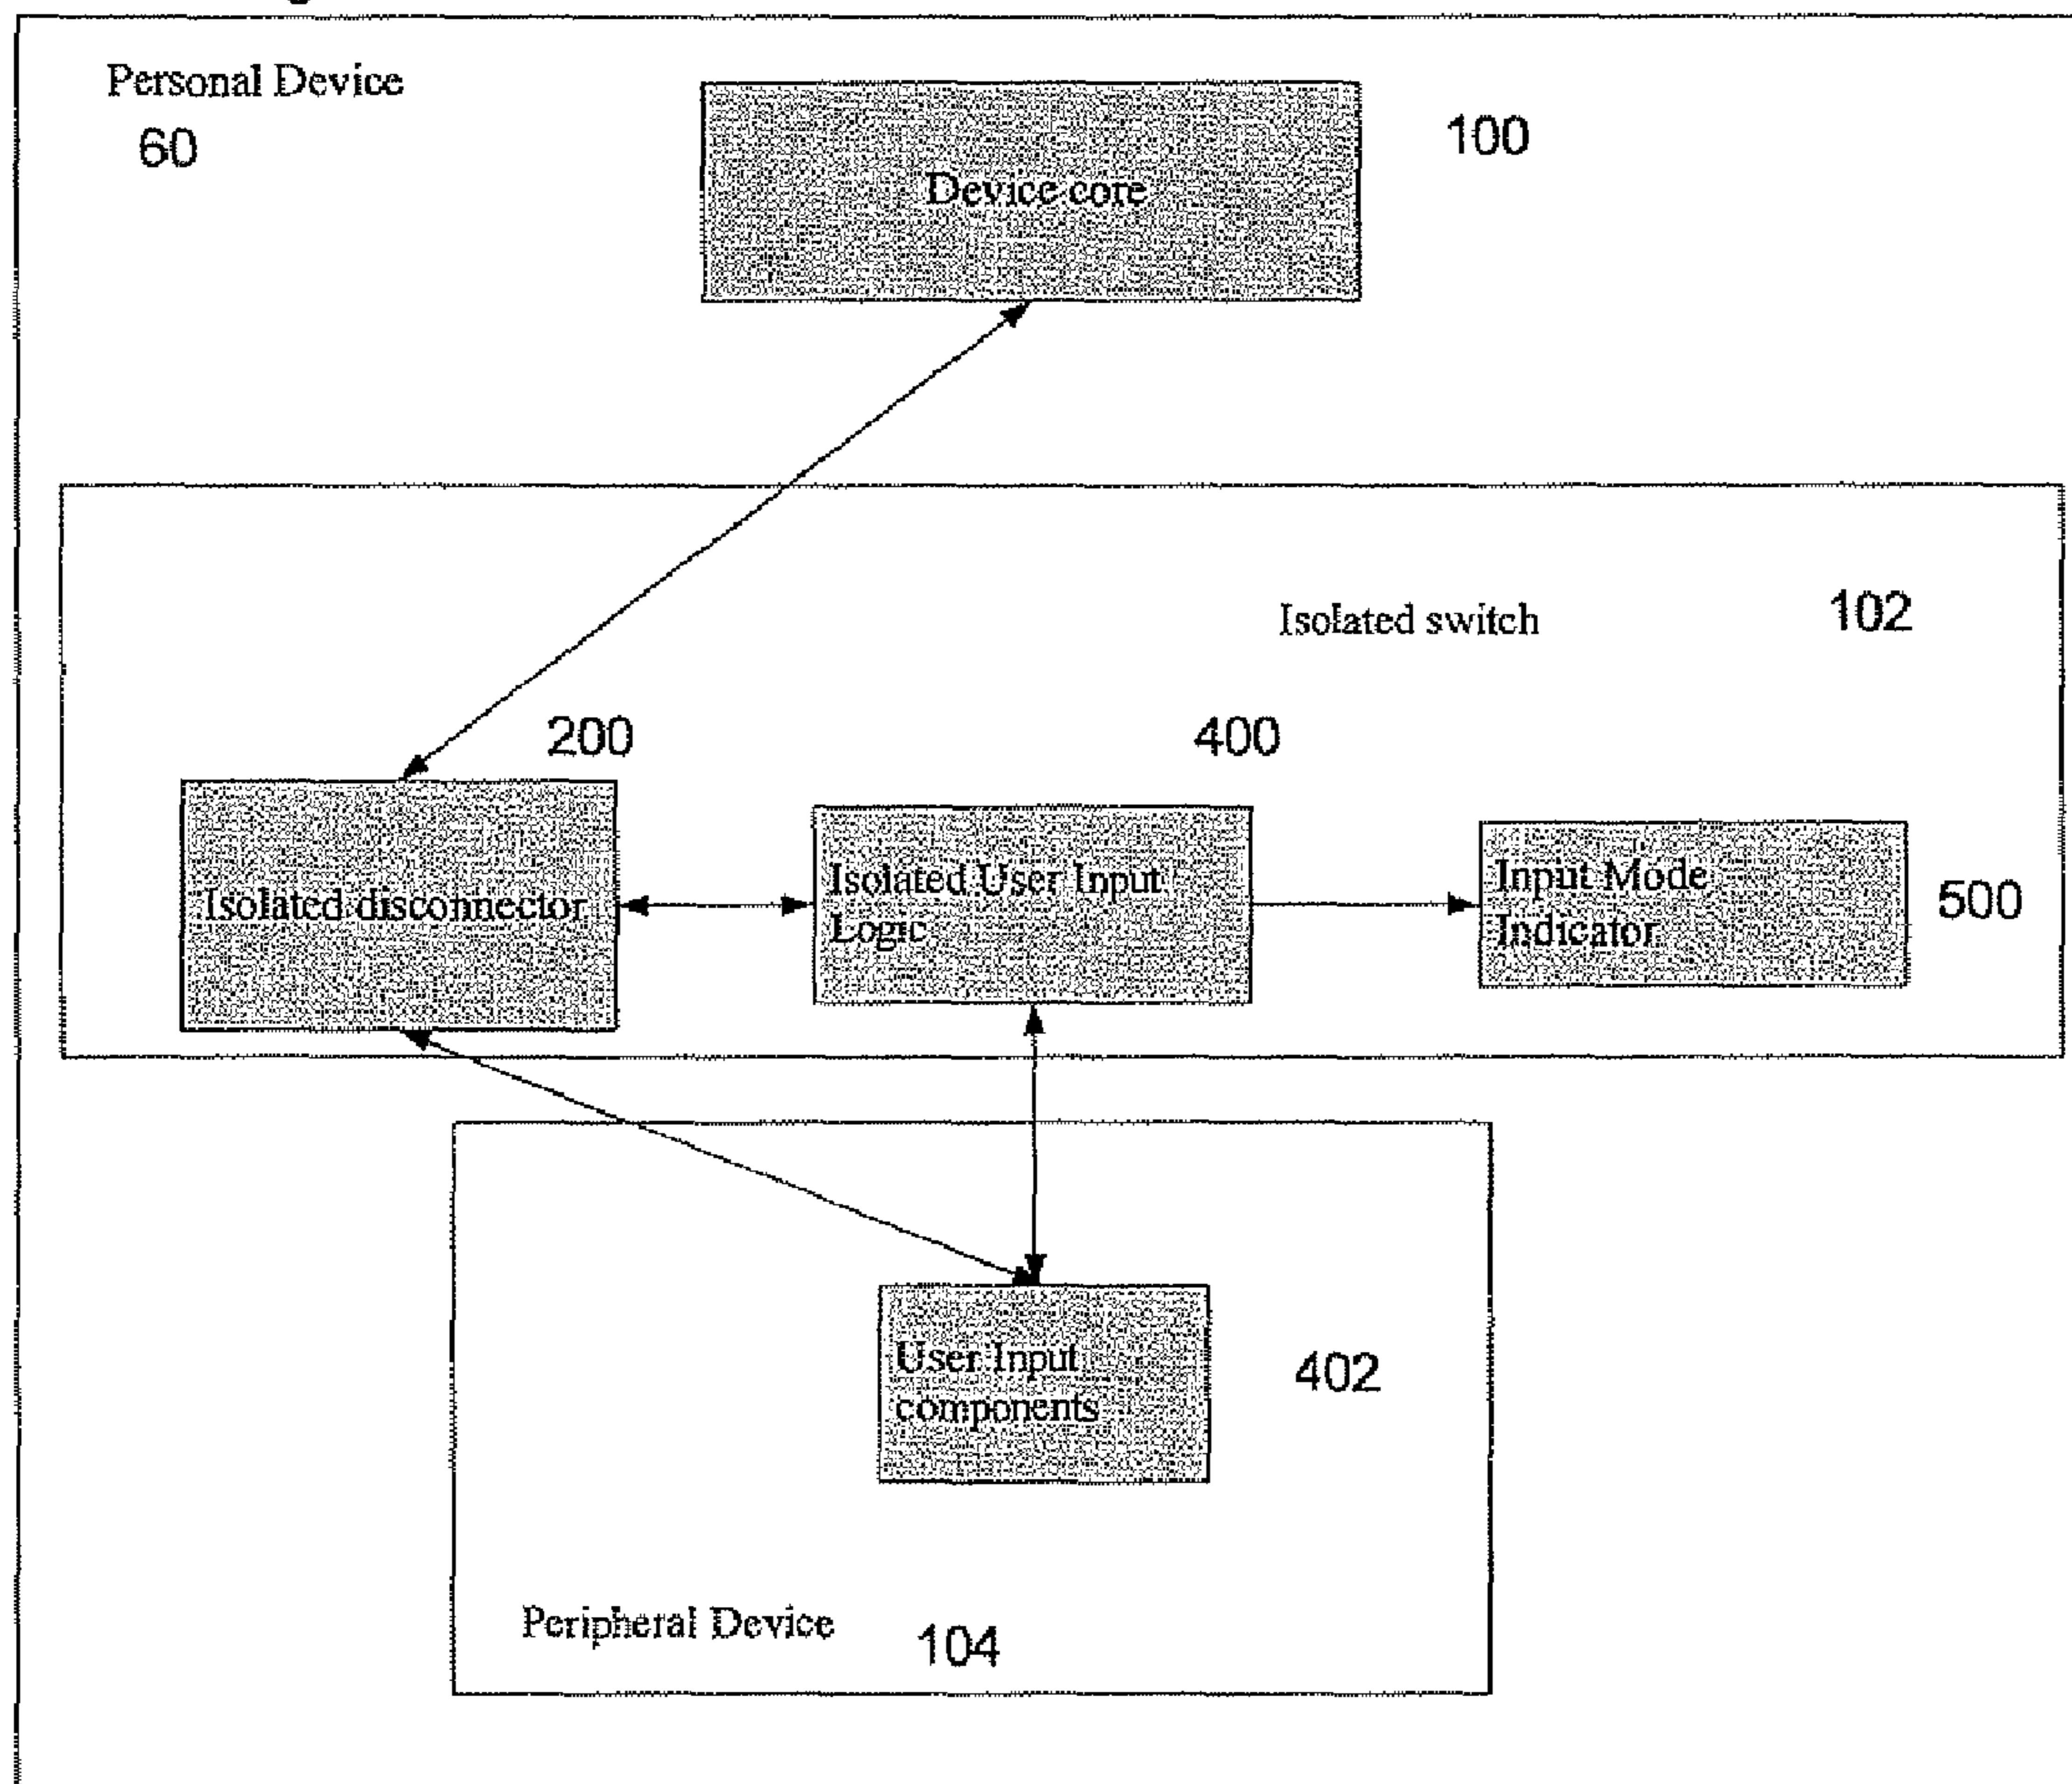 Personal Device
60
100
Device core
Isolated switch
102
200
400
Isolated disconnector
Isolated User Input
Logic
Input Mode
Indicator
500
User Input
components
402
Peripheral Device
104